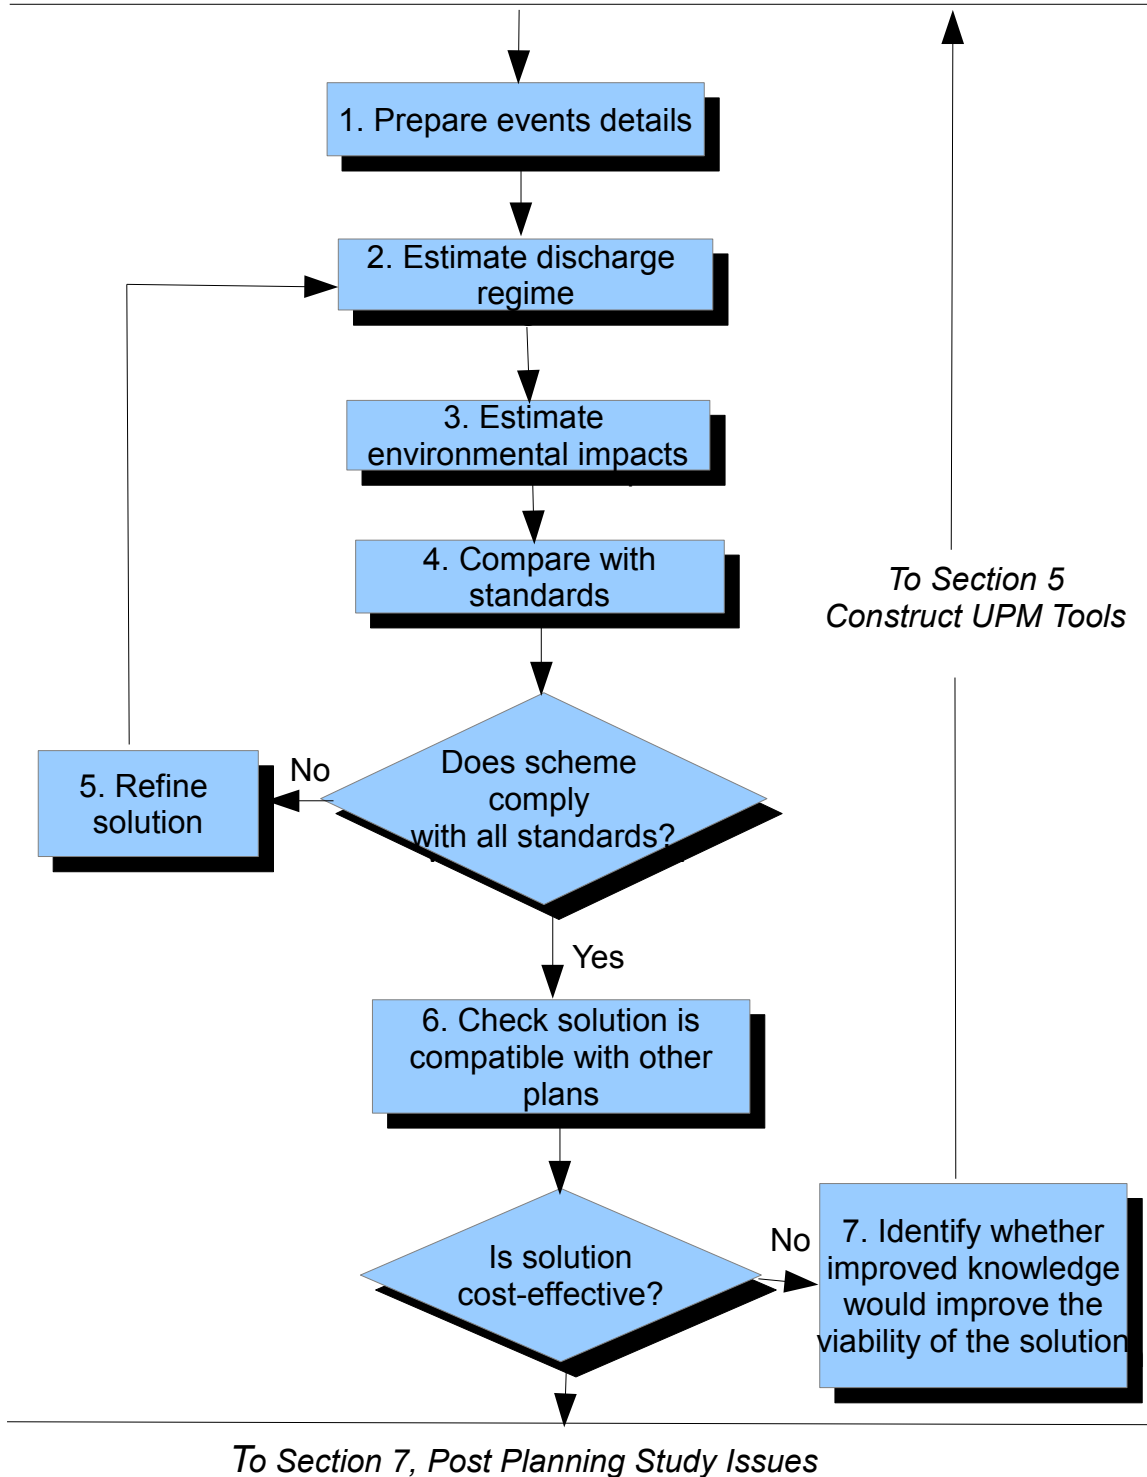 1. Prepare events details
2. Estimate discharge
regime
3. Estimate
environmental impacts
4. Compare with
standards
To Section 5
Construct UPM Tools
Does scheme
comply
with all standards?
No
5. Refine
solution
Yes
6. Check solution is
compatible with other
plans
Is solution
cost-effective?
No
7. Identify whether
improved knowledge
would improve the
viability of the solution
To Section 7, Post Planning Study Issues